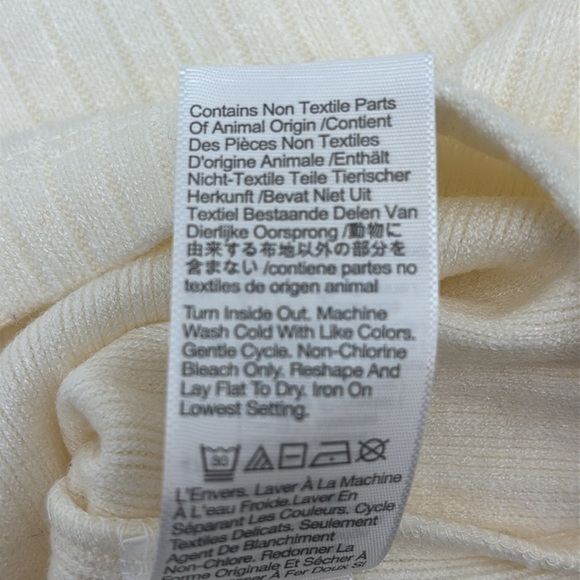 Contains Non Textile Parts
Of Animal Origin /Contient
Des Pièces Non Textiles
D'origine Animale /Enthält
Nicht-Textile Teile Tierischer
Herkunft /Bevat Niet Uit
Textiel Bestaande Delen Van
Dierlijke Oorsprong /動物に
由来する布地以外の部分を
含まない /contiene partes no
textiles de origen animal
Turn Inside Out. Machine
Wash Cold With Like Colors.
Gentle Cycle. Non-Chlorine
Bleach Only. Reshape And
Lay Flat To Dry. Iron On
Lowest Setting.
30
L'Envers. Laver À La Machine
À L'eau Froide.Laver En
Séparant Les Couleurs. Cycle
Textiles Delicats. Seulement
Agent De Blanchiment
Non-Chlore. Redonner La
Forme Originale Et Sécher À